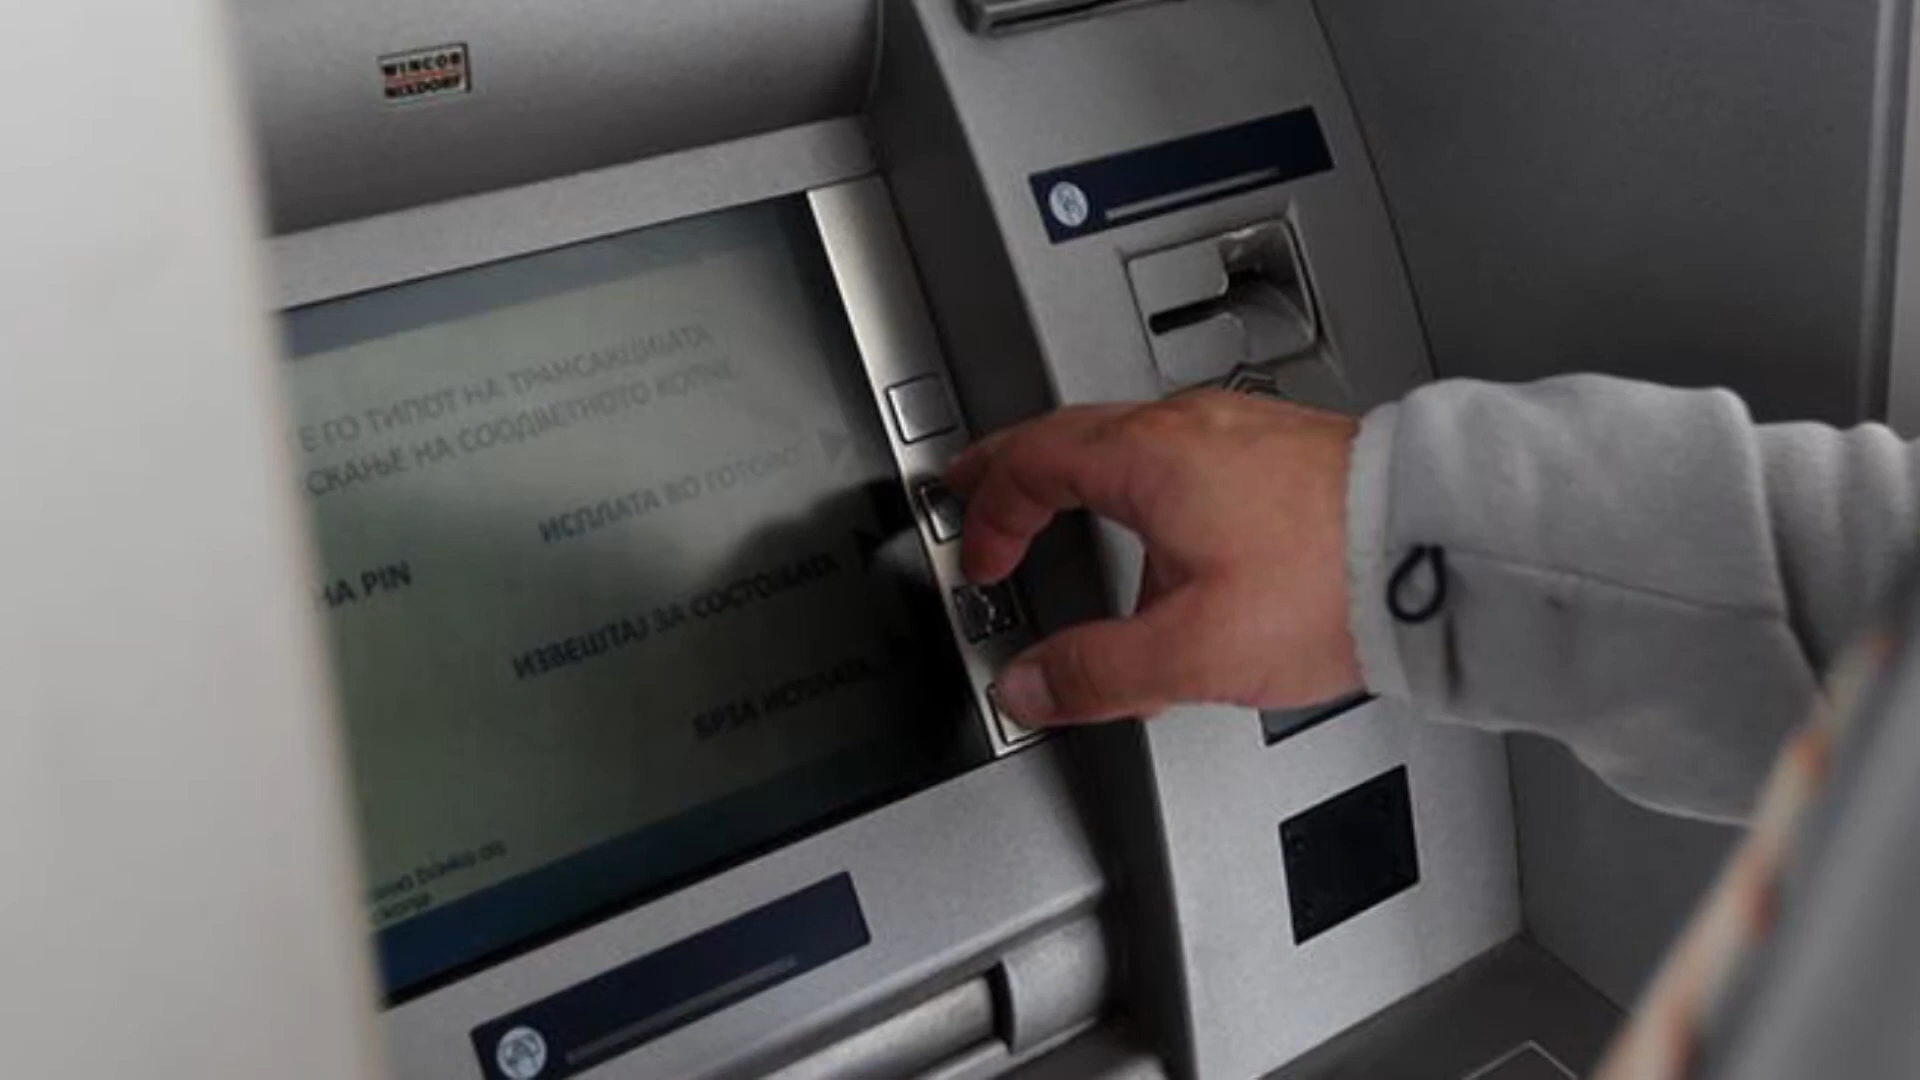 WINCOR
NIXDORF
Е ГО ТИПОТ НА ТРАНСАКЦИЈАТА
СКАЊЕ НА СООДВЕТНОТО КОПЧЕ
ИСПЛАТА ВО ГОТОВО
НА PIN
ИЗВЕШТАЈ ЗА СОСТОЈБАТА
БРЗА ИСПЛАТА